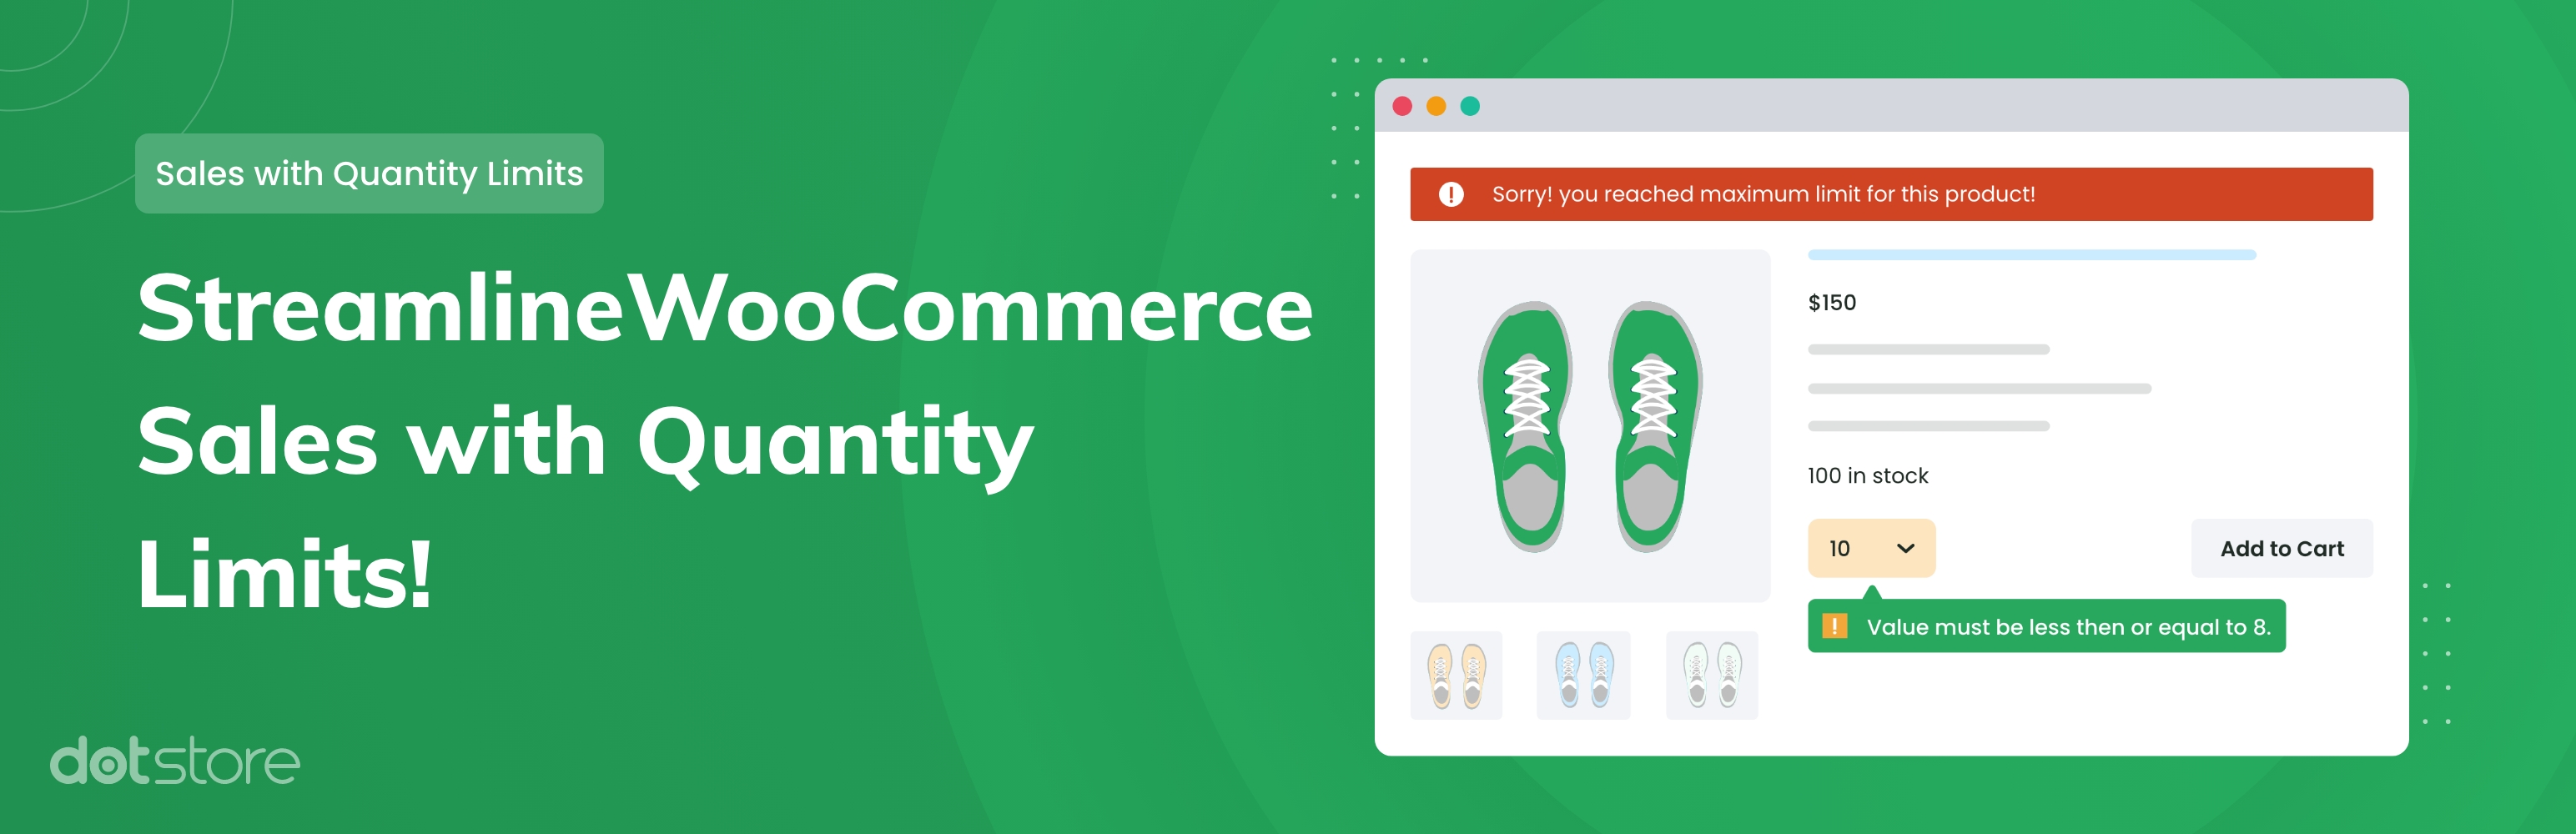 Sales with Quantity Limits
StreamlineWooCommerce
Sales with Quantity
Limits!
dotstore
Sorry! you reached maximum limit for this product!
$150
100 in stock
10
Add to Cart
Value must be less then or equal to 8.